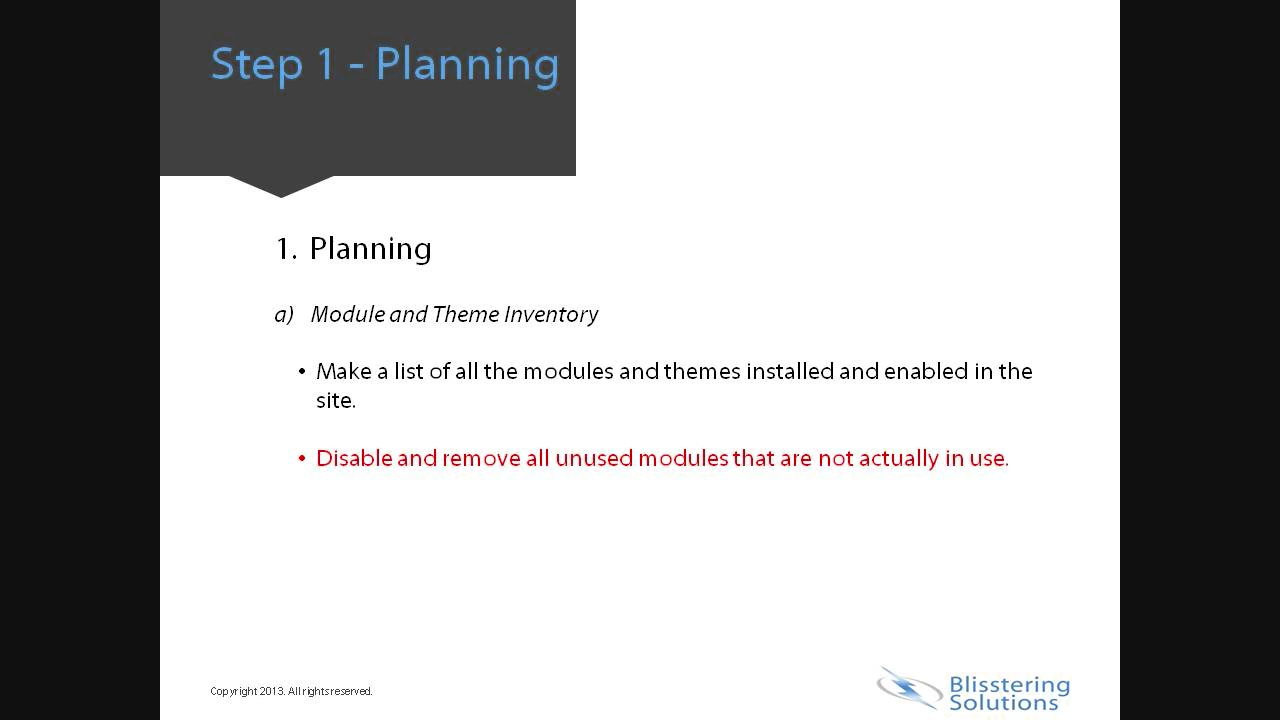 Step 1 - Planning
1. Planning
a) Module and Theme Inventory
• Make a list of all the modules and themes installed and enabled in the
site.
• Disable and remove all unused modules that are not actually in use.
Copyright 2013. All rights reserved.
Blisstering
Solutions